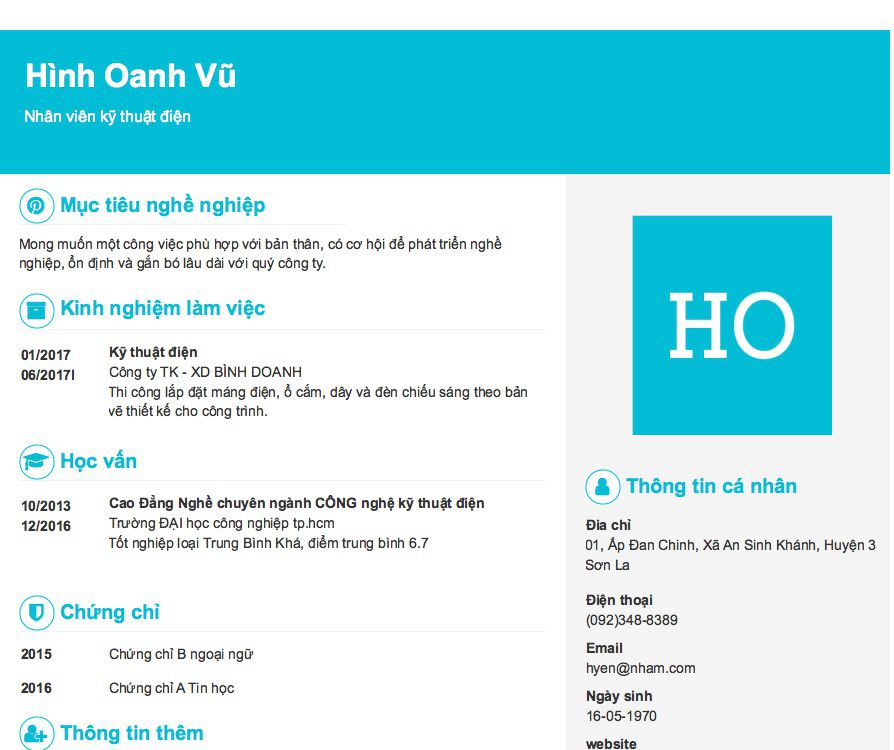 Hình Oanh Vũ
Nhân viên kỹ thuật điện
Mục tiêu nghề nghiệp
Mong muốn một công việc phù hợp với bản thân, có cơ hội để phát triển nghề
nghiệp, ổn định và gắn bó lâu dài với quý công ty.
Kinh nghiệm làm việc
01/2017
06/2017I
Kỹ thuật điện
Công ty TK - XD BÌNH DOANH
Thi công lắp đặt máng điện, ổ cắm, dây và đèn chiếu sáng theo bản
vẽ thiết kế cho công trình.
Học vấn
10/2013
12/2016
Cao Đẳng Nghề chuyên ngành CÔNG nghệ kỹ thuật điện
Trường ĐẠI học công nghiệp tp.hcm
Tốt nghiệp loại Trung Bình Khá, điểm trung bình 6.7
Chứng chỉ
2015 Chứng chỉ B ngoại ngữ
2016 Chứng chỉ A Tin học
Thông tin thêm
HO
Thông tin cá nhân
Địa chỉ
01, Ấp Đan Chinh, Xã An Sinh Khánh, Huyện 3
Sơn La
Điện thoại
(092)348-8389
Email
hyen@nham.com
Ngày sinh
16-05-1970
website